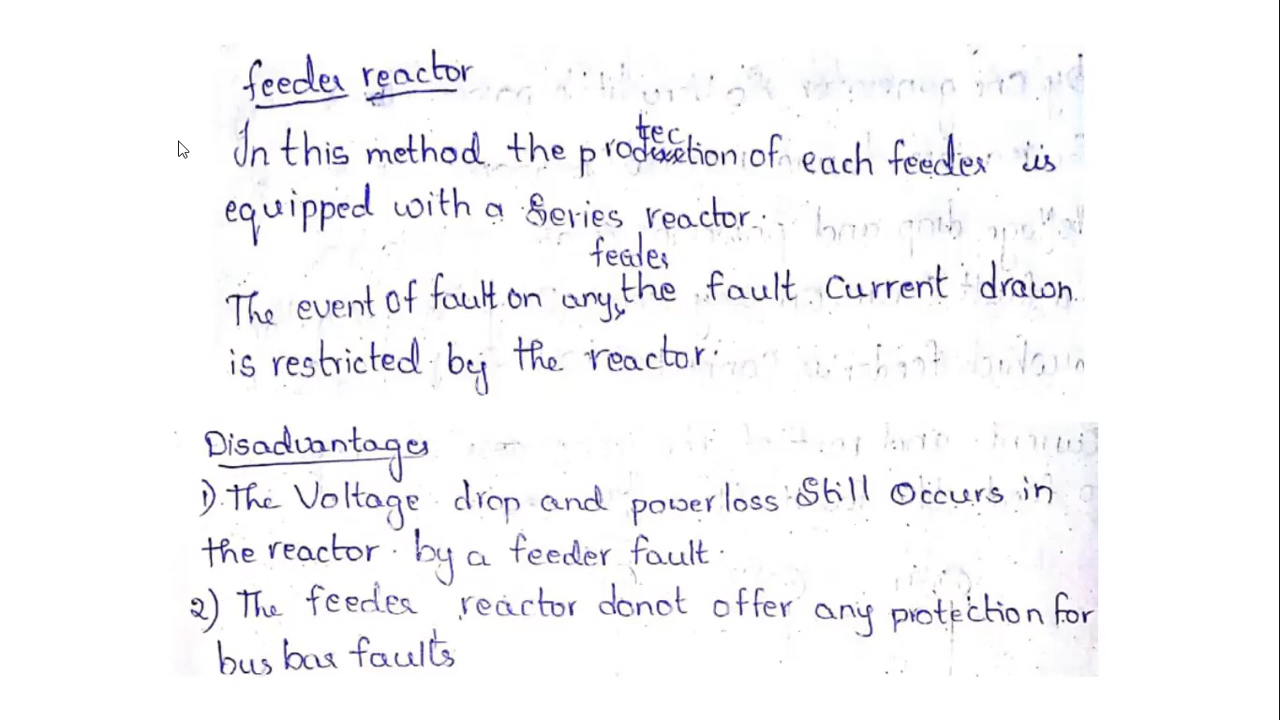 feeder reactor
In this method the protection of each feeder is
equipped with a Series reactor.
The event of fault on any feeder the fault current drawn
is restricted by the reactor.
Disadvantages
1) The Voltage drop and power loss Still Occurs in
the reactor. by a feeder fault.
2) The feeder reactor donot offer any protection for
bus bar faults